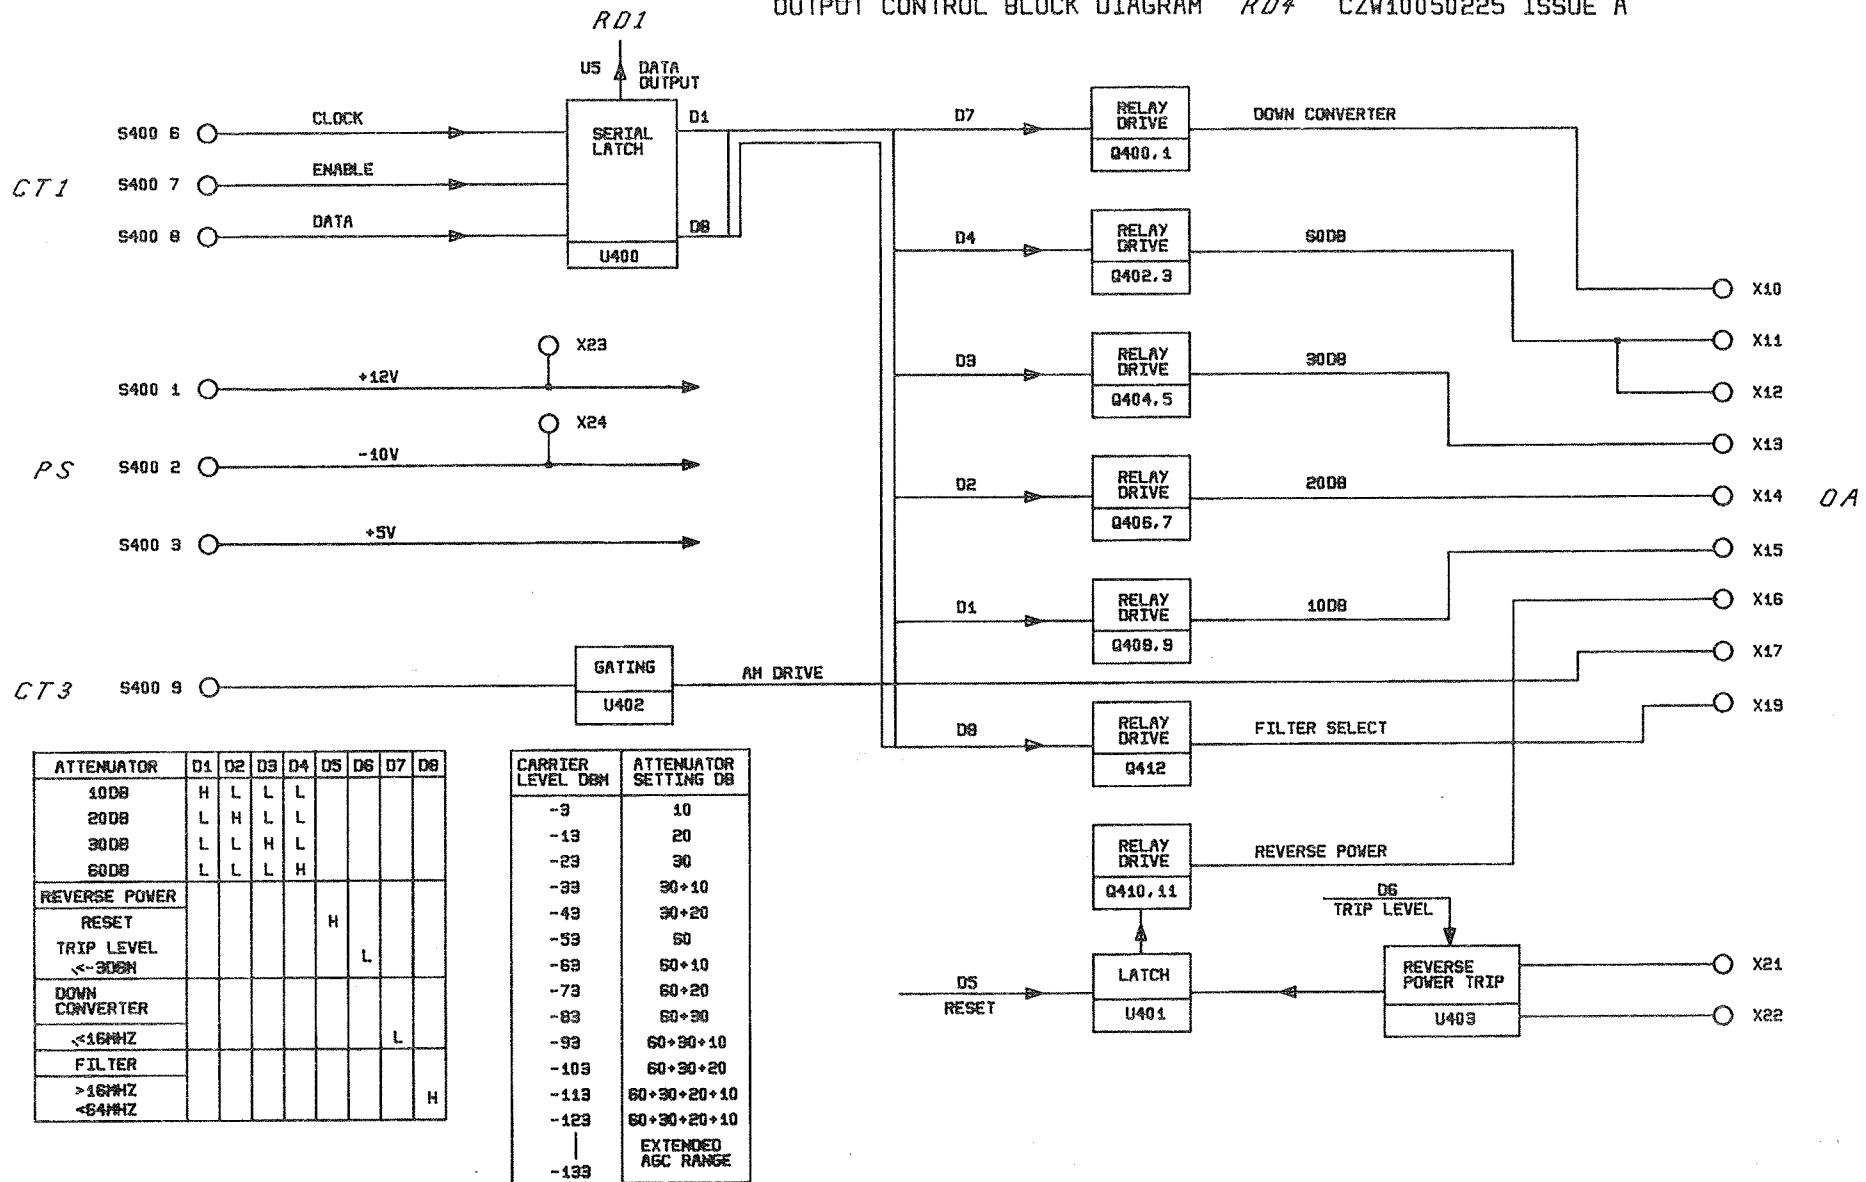 OUTPUT CONTROL BLOCK DIAGRAM RD4 CZW10050225 ISSUE A
RD1
U5
DATA
OUTPUT
CT1
S400 6
CLOCK
S400 7
ENABLE
S400 8
DATA
SERIAL
LATCH
U400
D1
D8
PS
S400 1
+12V
X23
S400 2
-10V
X24
S400 3
+5V
CT3
S400 9
GATING
U402
AM DRIVE
D7
RELAY
DRIVE
Q400,1
DOWN CONVERTER
D4
RELAY
DRIVE
Q402,3
60DB
D3
RELAY
DRIVE
Q404,5
30DB
D2
RELAY
DRIVE
Q406,7
20DB
D1
RELAY
DRIVE
Q408,9
10DB
D8
RELAY
DRIVE
Q412
FILTER SELECT
RELAY
DRIVE
Q410,11
REVERSE POWER
D5
RESET
LATCH
U401
D6
TRIP LEVEL
REVERSE
POWER TRIP
U403
X10
X11
X12
X13
X14
X15
X16
X17
X19
OA
X21
X22
ATTENUATOR D1 D2 D3 D4 D5 D6 D7 D8
10DB H L L L
20DB L H L L
30DB L L H L
60DB L L L H
REVERSE POWER
RESET H
TRIP LEVEL
<-3DBM L
DOWN
CONVERTER
<16MHZ L
FILTER
>16MHZ
<64MHZ H
CARRIER
LEVEL DBM
ATTENUATOR
SETTING DB
-3 10
-13 20
-23 30
-33 30+10
-43 30+20
-53 60
-63 60+10
-73 60+20
-83 60+30
-93 60+30+10
-103 60+30+20
-113 60+30+20+10
-123 60+30+20+10
EXTENDED
AGC RANGE
-133